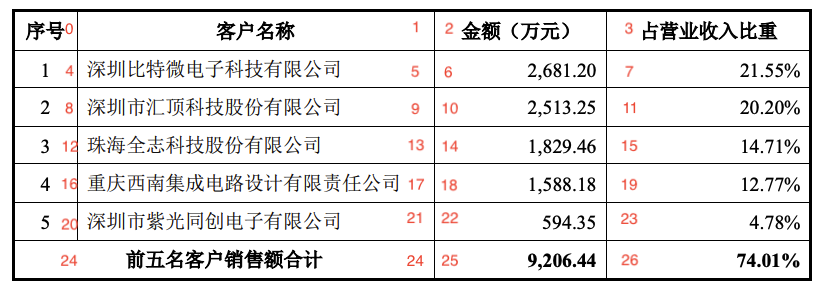 序号 0 客户名称 1 2 金额（万元） 3 占营业收入比重
1 4 深圳比特微电子科技有限公司 5 6 2,681.20 7 21.55%
2 8 深圳市汇顶科技股份有限公司 9 10 2,513.25 11 20.20%
3 12 珠海全志科技股份有限公司 13 14 1,829.46 15 14.71%
4 16 重庆西南集成电路设计有限责任公司 17 18 1,588.18 19 12.77%
5 20 深圳市紫光同创电子有限公司 21 22 594.35 23 4.78%
24 前五名客户销售额合计 24 25 9,206.44 26 74.01%